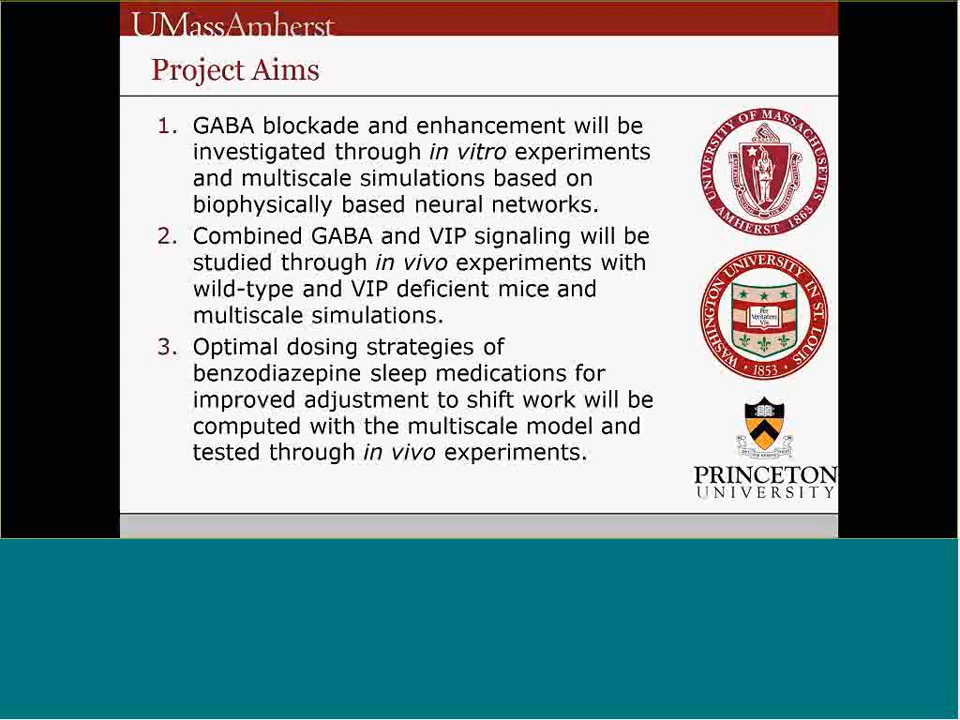 UMassAmherst
Project Aims
1. GABA blockade and enhancement will be
investigated through in vitro experiments
and multiscale simulations based on
biophysically based neural networks.
2. Combined GABA and VIP signaling will be
studied through in vivo experiments with
wild-type and VIP deficient mice and
multiscale simulations.
3. Optimal dosing strategies of
benzodiazepine sleep medications for
improved adjustment to shift work will be
computed with the multiscale model and
tested through in vivo experiments.
UNIVERSITY OF MASSACHUSETTS
AMHERST 1863
WASHINGTON UNIVERSITY IN ST. LOUIS
Per
Veritatem
Vis
1853
PRINCETON
UNIVERSITY